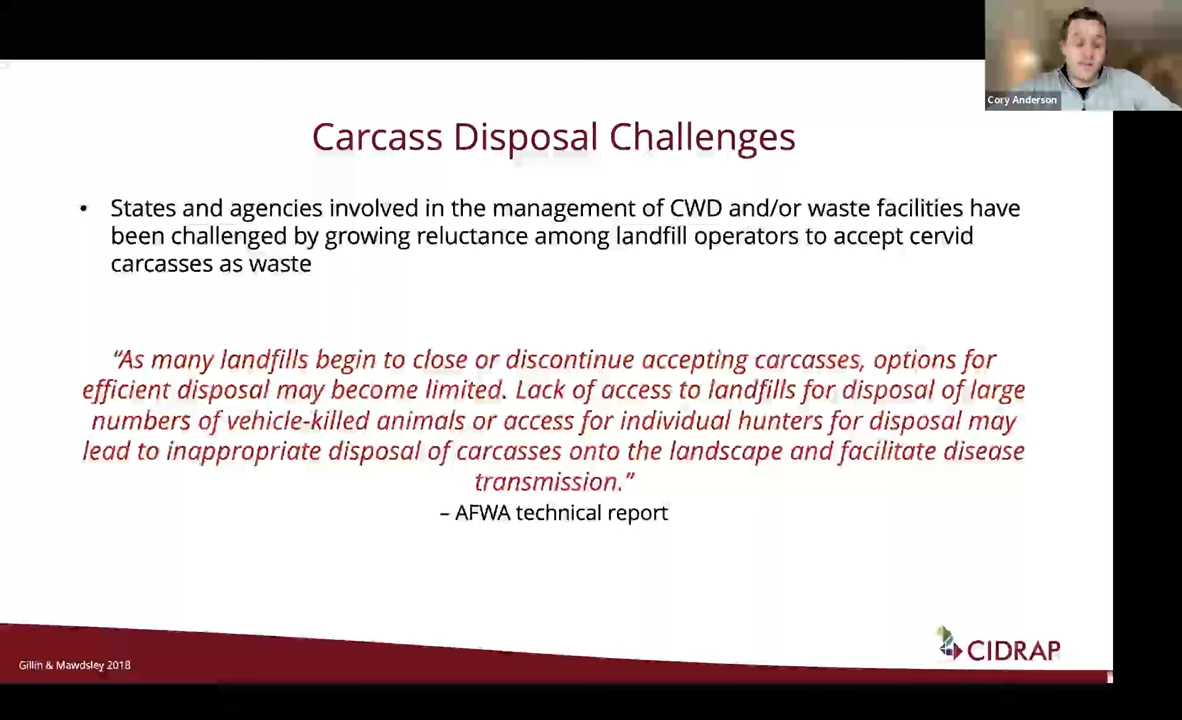 Cory Anderson
Carcass Disposal Challenges
• States and agencies involved in the management of CWD and/or waste facilities have
been challenged by growing reluctance among landfill operators to accept cervid
carcasses as waste
“As many landfills begin to close or discontinue accepting carcasses, options for
efficient disposal may become limited. Lack of access to landfills for disposal of large
numbers of vehicle-killed animals or access for individual hunters for disposal may
lead to inappropriate disposal of carcasses onto the landscape and facilitate disease
transmission.”
– AFWA technical report
CIDRAP
Gillin & Mawdsley 2018